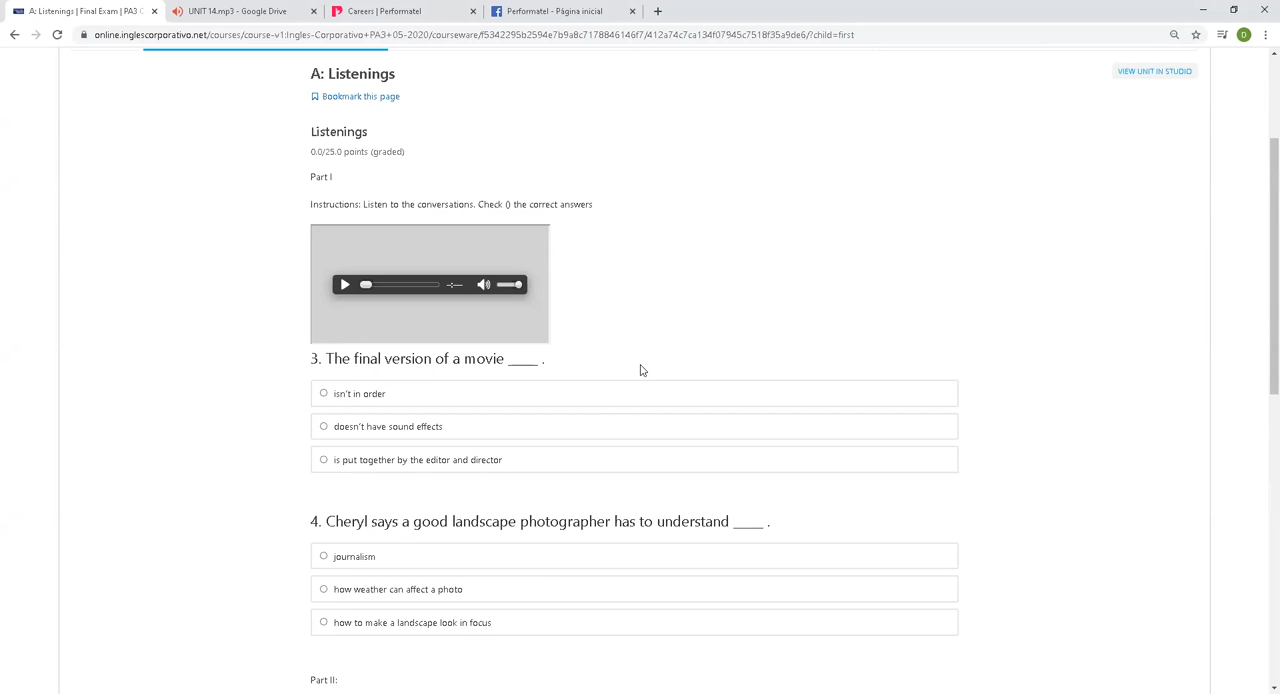 A: Listenings | Final Exam | PA3 C
UNIT 14.mp3 - Google Drive
Careers | Performatel
Performatel - Página inicial
online.inglescorporativo.net/courses/course-v1:Ingles-Corporativo+PA3+05-2020/courseware/f5342295b2594e7b9a8c7178846146f7/412a74c7ca134f07945c7518f35a9de6/?child=first
D
A: Listenings
VIEW UNIT IN STUDIO
Bookmark this page
Listenings
0.0/25.0 points (graded)
Part I
Instructions: Listen to the conversations. Check () the correct answers
-:--
3. The final version of a movie ____ .
isn't in order
doesn't have sound effects
is put together by the editor and director
4. Cheryl says a good landscape photographer has to understand ____ .
journalism
how weather can affect a photo
how to make a landscape look in focus
Part II: